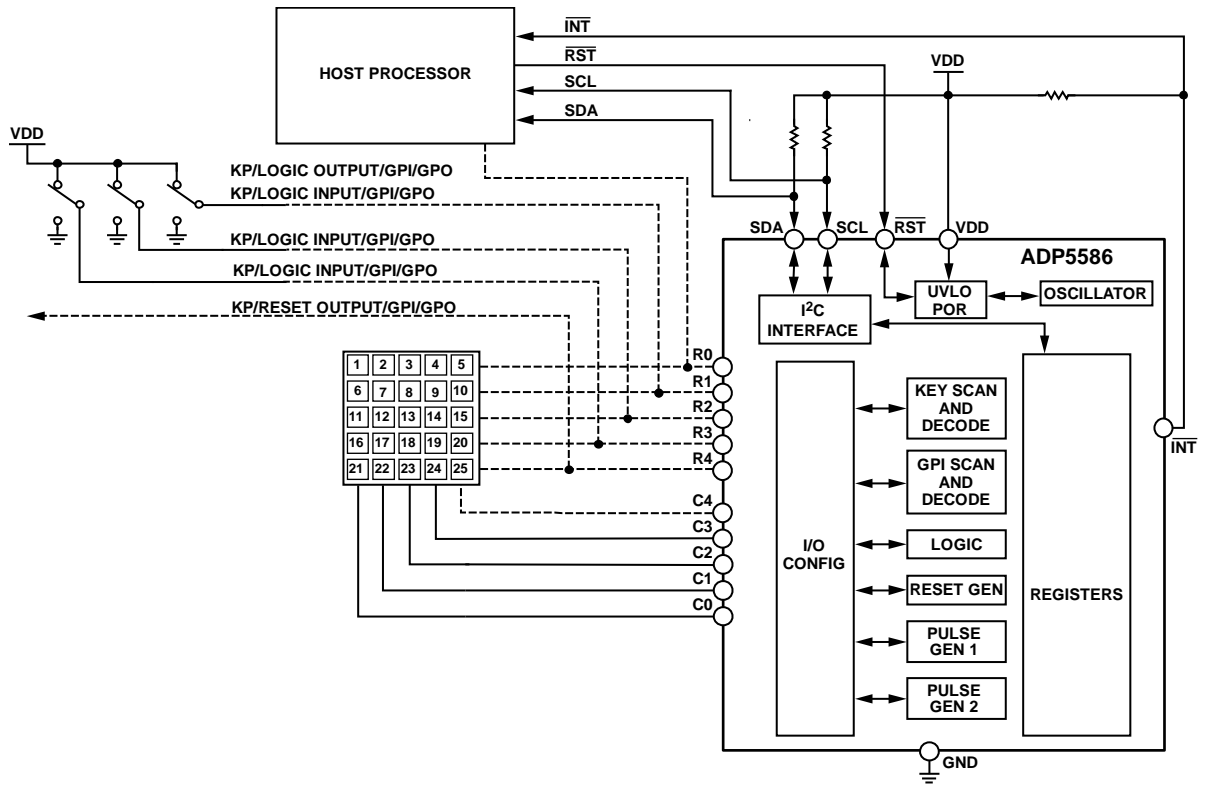 INT
RST
HOST PROCESSOR
SCL
SDA
VDD
VDD
KP/LOGIC OUTPUT/GPI/GPO
KP/LOGIC INPUT/GPI/GPO
KP/LOGIC INPUT/GPI/GPO
KP/LOGIC INPUT/GPI/GPO
KP/RESET OUTPUT/GPI/GPO
SDA
SCL
RST
VDD
ADP5586
I2C
INTERFACE
UVLO
POR
OSCILLATOR
1 2 3 4 5
6 7 8 9 10
11 12 13 14 15
16 17 18 19 20
21 22 23 24 25
R0
R1
R2
R3
R4
C4
C3
C2
C1
C0
I/O
CONFIG
KEY SCAN
AND
DECODE
GPI SCAN
AND
DECODE
LOGIC
RESET GEN
PULSE
GEN 1
PULSE
GEN 2
REGISTERS
INT
GND